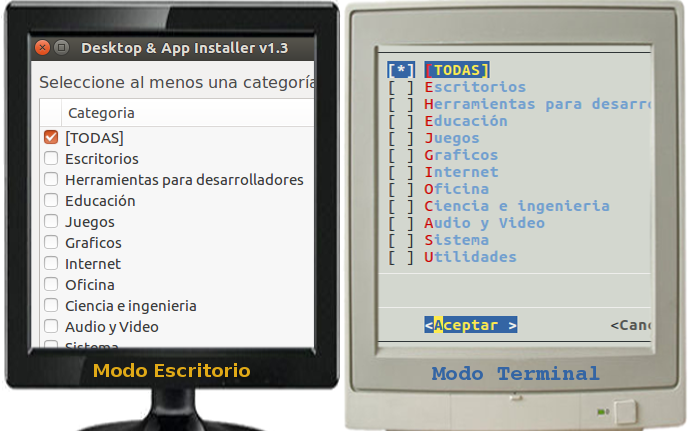 Desktop & App Installer v1.3
Seleccione al menos una categoría
Categoria
[TODAS]
Escritorios
Herramientas para desarrolladores
Educación
Juegos
Graficos
Internet
Oficina
Ciencia e ingenieria
Audio y Video
Sistema
Modo Escritorio
[*] [TODAS]
[ ] Escritorios
[ ] Herramientas para desarro
[ ] Educación
[ ] Juegos
[ ] Graficos
[ ] Internet
[ ] Oficina
[ ] Ciencia e ingenieria
[ ] Audio y Video
[ ] Sistema
[ ] Utilidades
<Aceptar > <Canc
Modo Terminal